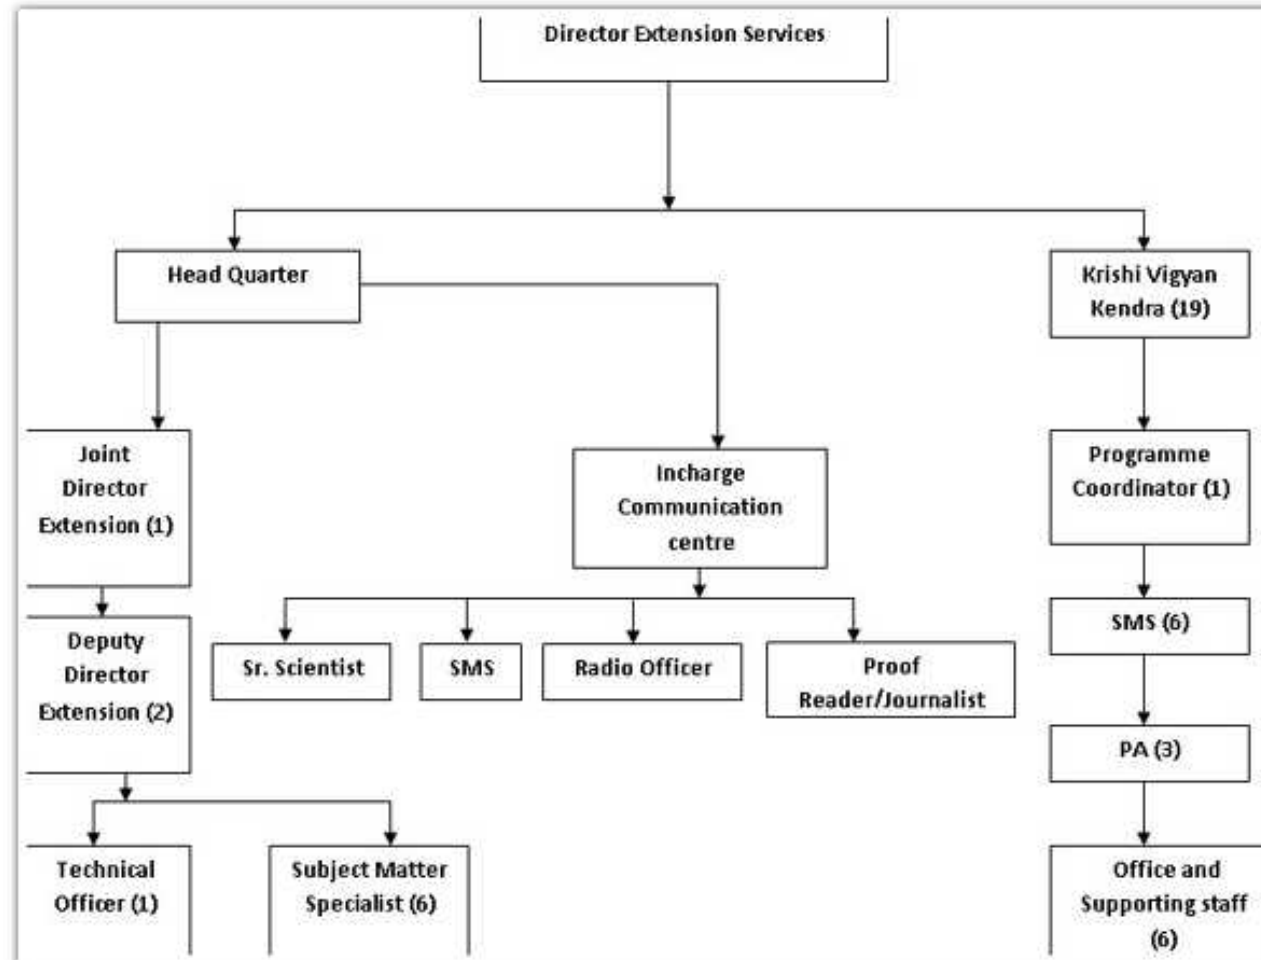 Director Extension Services
Head Quarter
Krishi Vigyan
Kendra (19)
Joint
Director
Extension (1)
Incharge
Communication
centre
Programme
Coordinator (1)
Deputy
Director
Extension (2)
Sr. Scientist
SMS
Radio Officer
Proof
Reader/Journalist
SMS (6)
PA (3)
Technical
Officer (1)
Subject Matter
Specialist (6)
Office and
Supporting staff
(6)